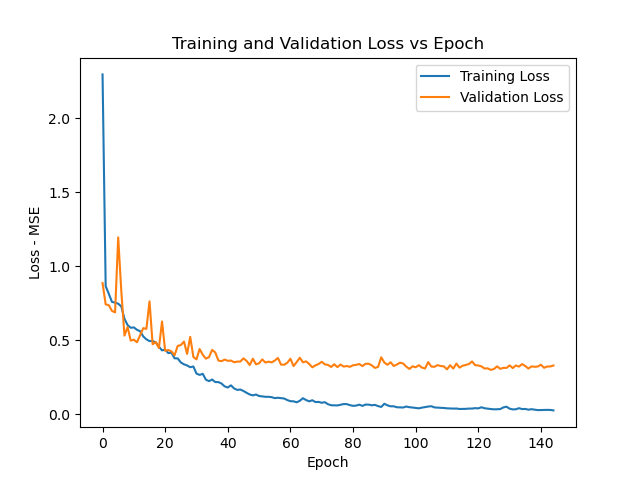 Training and Validation Loss vs Epoch
Training Loss
Validation Loss
2.0
1.5
1.0
0.5
0.0
Loss - MSE
0 20 40 60 80 100 120 140
Epoch